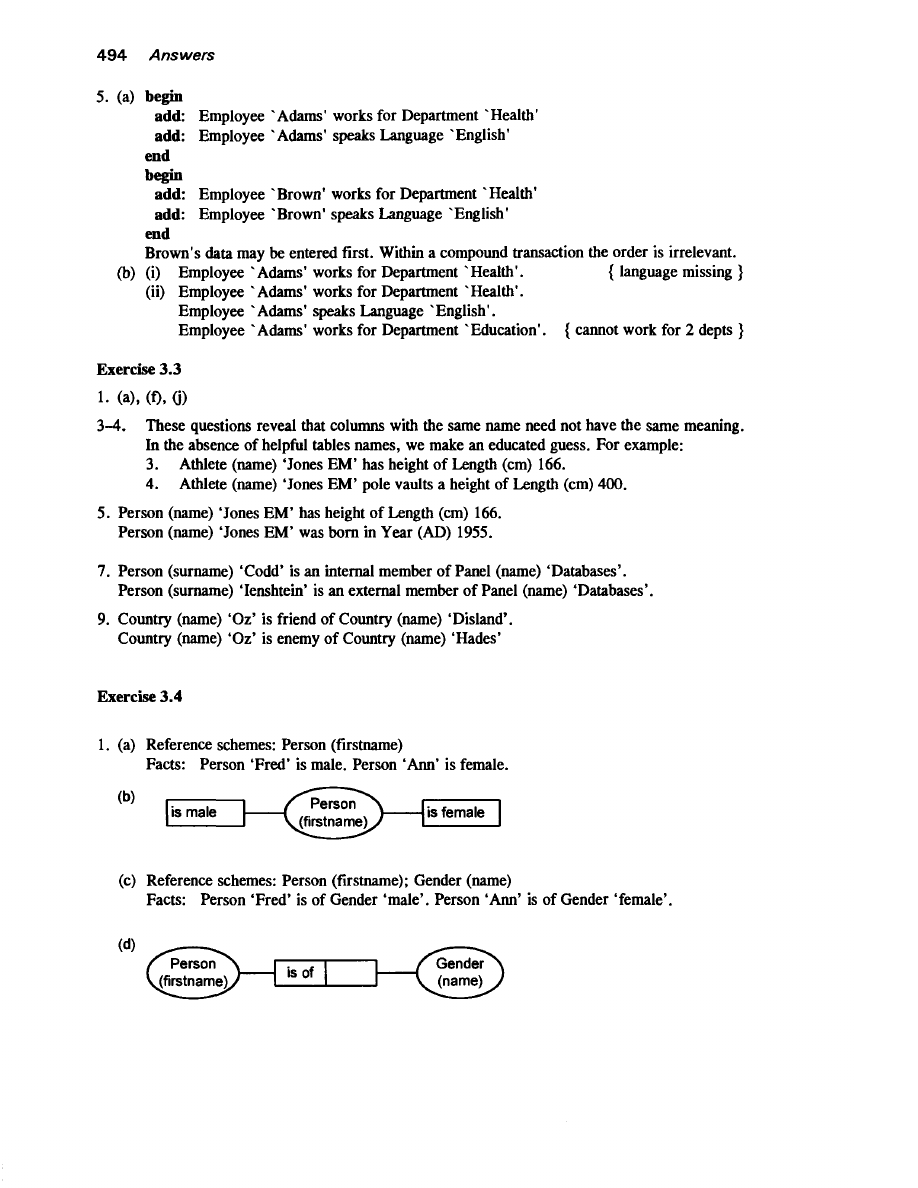 494 Answers
5. (a) begin
add: Employee `Adams' works for Department `Health'
add: Employee `Adams' speaks Language `English'
end
begin
add: Employee `Brown' works for Department `Health'
add: Employee `Brown' speaks Language `English'
end
Brown's data may be entered first. Within a compound transaction the order is irrelevant.
(b) (i) Employee `Adams' works for Department `Health'. { language missing }
(ii) Employee `Adams' works for Department `Health'.
Employee `Adams' speaks Language `English'.
Employee `Adams' works for Department `Education'. { cannot work for 2 depts }
Exercise 3.3
1. (a), (f), (j)
3–4. These questions reveal that columns with the same name need not have the same meaning.
In the absence of helpful tables names, we make an educated guess. For example:
3. Athlete (name) ‘Jones EM’ has height of Length (cm) 166.
4. Athlete (name) ‘Jones EM’ pole vaults a height of Length (cm) 400.
5. Person (name) ‘Jones EM’ has height of Length (cm) 166.
Person (name) ‘Jones EM’ was born in Year (AD) 1955.
7. Person (surname) ‘Codd’ is an internal member of Panel (name) ‘Databases’.
Person (surname) ‘Ienshtein’ is an external member of Panel (name) ‘Databases’.
9. Country (name) ‘Oz’ is friend of Country (name) ‘Disland’.
Country (name) ‘Oz’ is enemy of Country (name) ‘Hades’
Exercise 3.4
1. (a) Reference schemes: Person (firstname)
Facts: Person ‘Fred’ is male. Person ‘Ann’ is female.
(b)
is male
Person
(firstname)
is female
(c) Reference schemes: Person (firstname); Gender (name)
Facts: Person ‘Fred’ is of Gender ‘male’. Person ‘Ann’ is of Gender ‘female’.
(d)
Person
(firstname)
is of
Gender
(name)